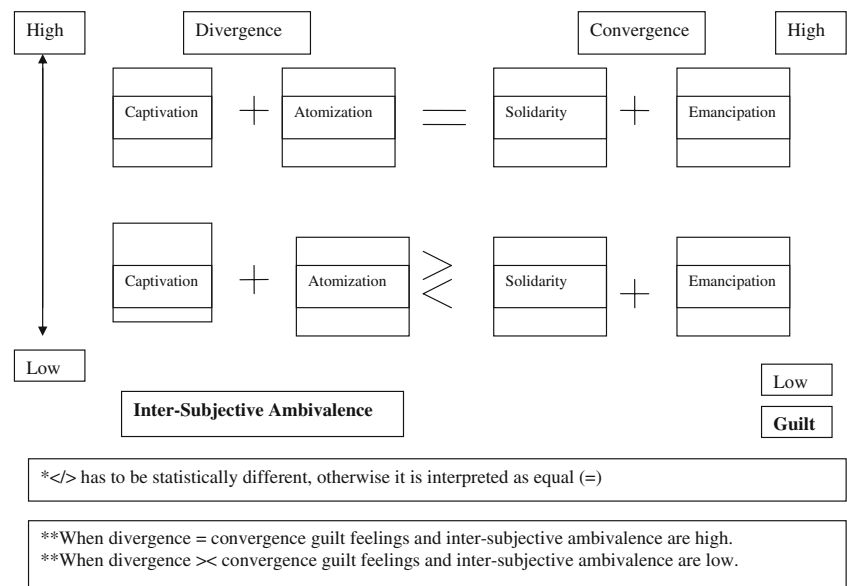 High Divergence Convergence High
Captivation + Atomization = Solidarity + Emancipation
Captivation + Atomization >< Solidarity + Emancipation
Low
Low
Inter-Subjective Ambivalence
Guilt
*</> has to be statistically different, otherwise it is interpreted as equal (=)
**When divergence = convergence guilt feelings and inter-subjective ambivalence are high.
**When divergence >< convergence guilt feelings and inter-subjective ambivalence are low.